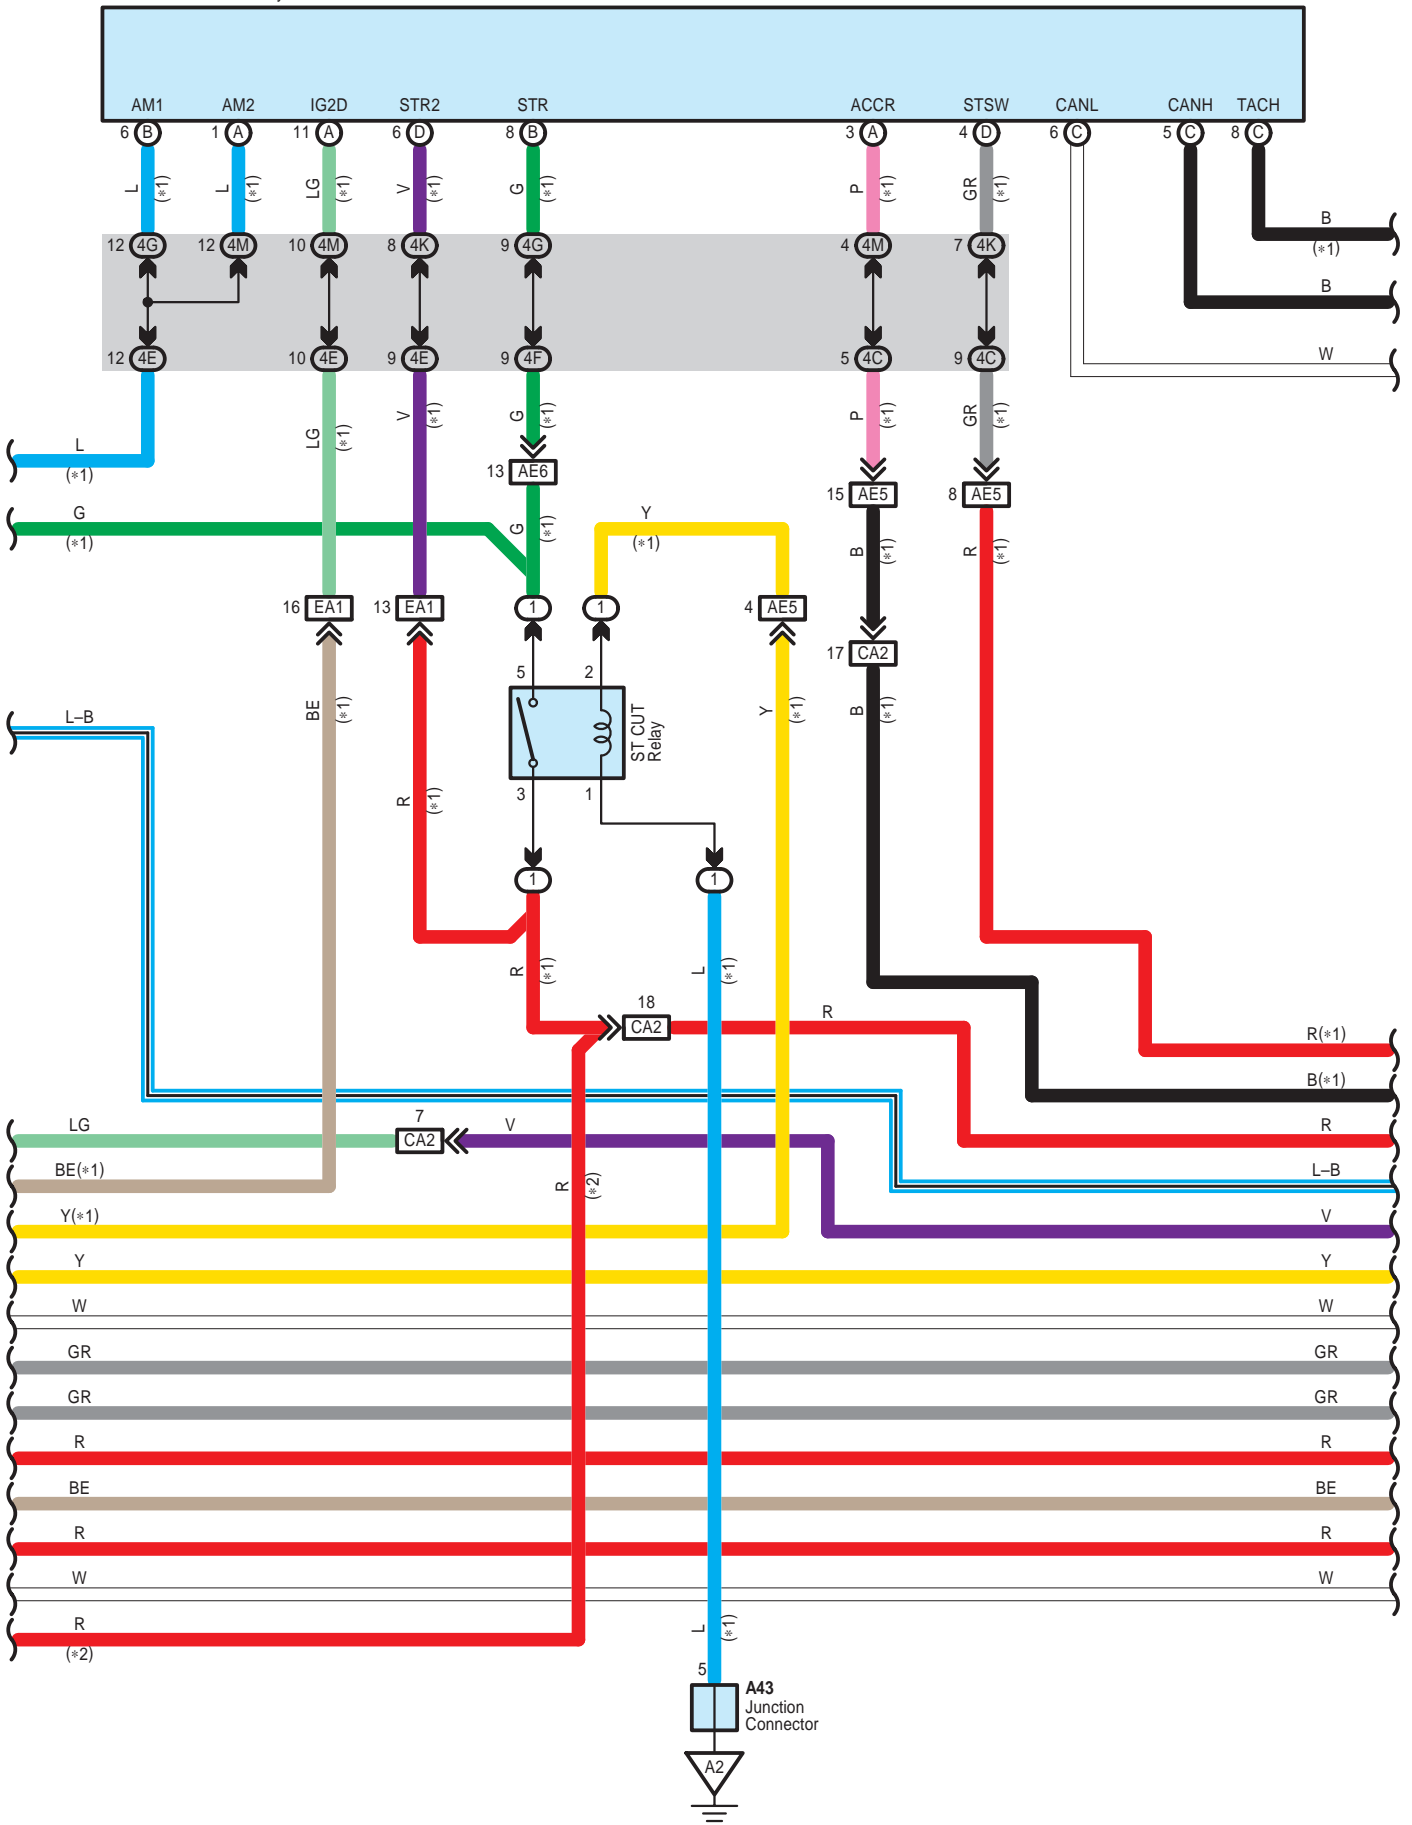 AM1 AM2 IG2D STR2 STR ACCR STSW CANL CANH TACH
6 B 1 A 11 A 6 D 8 B 3 A 4 D 6 C 5 C 8 C
L (*1) L (*1) LG (*1) V (*1) G (*1) P (*1) GR (*1)
B
(*1)
12 4G 12 4M 10 4M 8 4K 9 4G 4 4M 7 4K
B
W
12 4E 10 4E 9 4E 9 4F 5 4C 9 4C
LG (*1) V (*1) G (*1) P (*1) GR (*1)
L
(*1)
13 AE6
15 AE5 8 AE5
G
(*1)
G (*1)
Y
(*1)
B (*1) R (*1)
16 EA1 13 EA1 1 1 4 AE5
17 CA2
5 2
BE (*1) Y (*1) B (*1)
L–B
ST CUT
Relay
R (*1)
3 1
1 1
R (*1) L (*1)
18
CA2
R
R(*1)
B(*1)
LG 7 CA2 V R
BE(*1) R (*2) L–B
Y(*1) V
Y Y
W W
GR GR
GR GR
R R
BE BE
R R
W W
R
(*2)
L (*1)
5
A43
Junction
Connector
A2